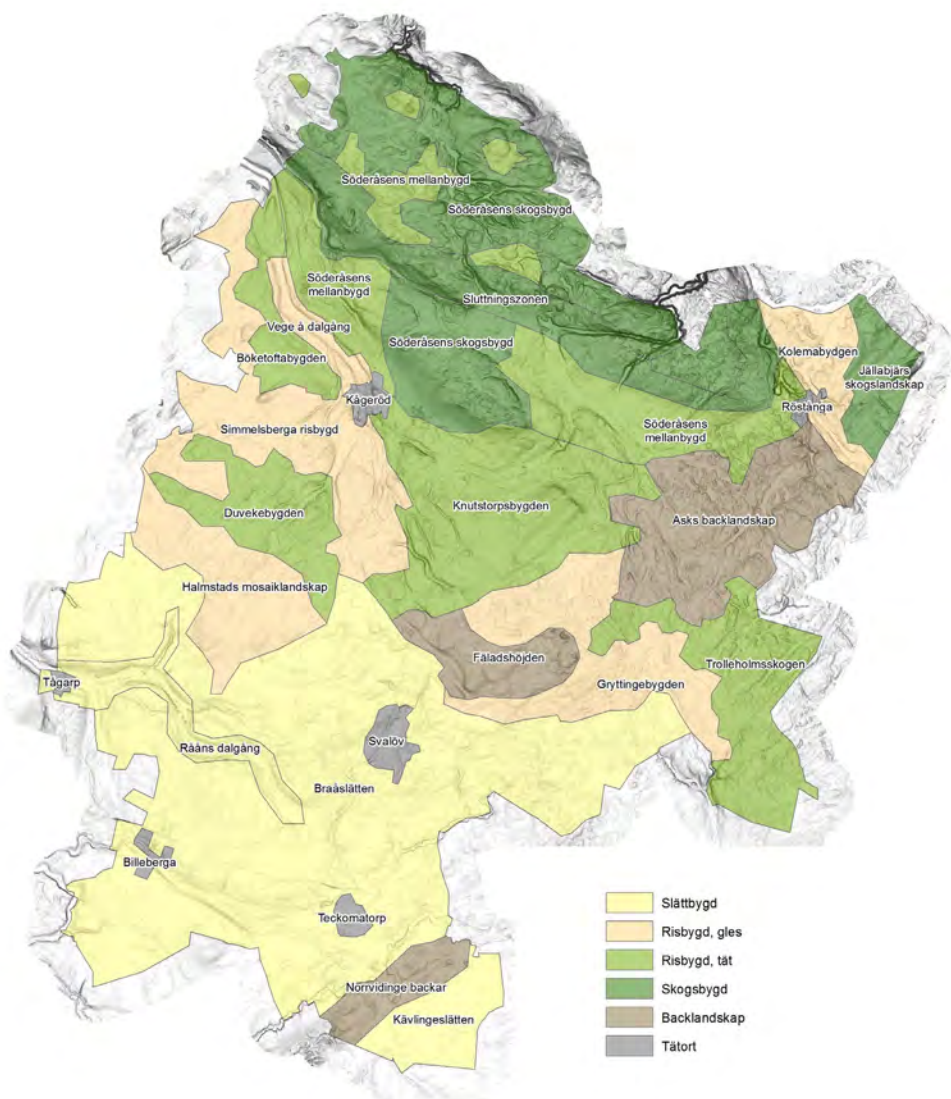 Söderåsens mellanbygd
Söderåsens skogsbygd
Söderåsens
mellanbygd
Sluttningszonen
Vege å dalgång
Söderåsens skogsbygd
Kolemabydgen
Böketoftabygden
Jällabjärs
skogslandskap
Kågeröd
Röstånga
Söderåsens
mellanbygd
Simmelsberga risbygd
Knutstorpsbygden
Duvekebygden
Asks backlandskap
Halmstads mosaiklandskap
Fäladshöjden
Trolleholmsskogen
Tågarp
Gryttingebygden
Svalöv
Rååns dalgång
Braåslätten
Billeberga
Teckomatorp
Norrvidinge backar
Kävlingeslätten
Slättbygd
Risbygd, gles
Risbygd, tät
Skogsbygd
Backlandskap
Tätort